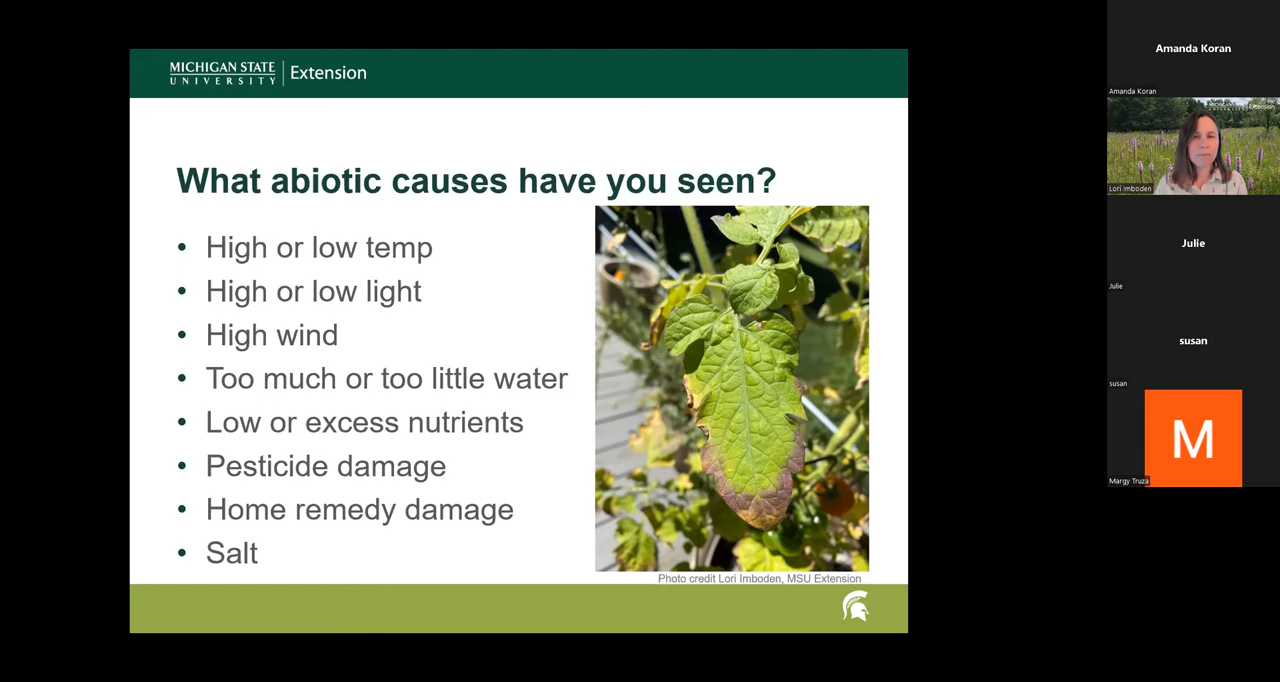 MICHIGAN STATE
UNIVERSITY
Extension
What abiotic causes have you seen?
• High or low temp
• High or low light
• High wind
• Too much or too little water
• Low or excess nutrients
• Pesticide damage
• Home remedy damage
• Salt
Photo credit Lori Imboden, MSU Extension
Amanda Koran
Amanda Koran
Extension
Lori Imboden
Julie
Julie
susan
susan
M
Margy Truza